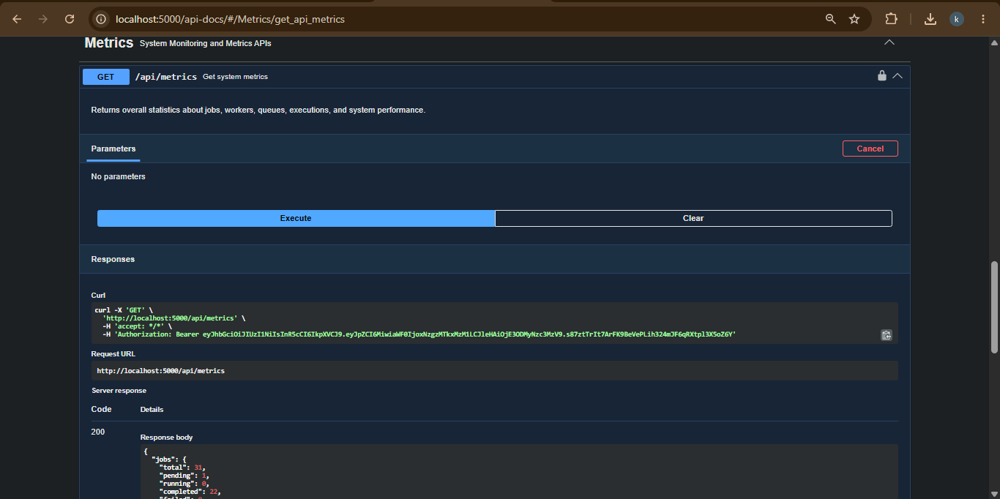 localhost:5000/api-docs/#/Metrics/get_api_metrics
k
Metrics System Monitoring and Metrics APIs
GET /api/metrics Get system metrics
Returns overall statistics about jobs, workers, queues, executions, and system performance.
Parameters
Cancel
No parameters
Execute
Clear
Responses
Curl
curl -X 'GET' \
'http://localhost:5000/api/metrics' \
-H 'accept: */*' \
-H 'Authorization: Bearer eyJhbGciOiJIUzI1NiIsInR5cCI6IkpXVCJ9.eyJpZCI6MiwiaWF0IjoxNzgzMTkxMzM1LCJleHAiOjE3ODMyNzc3MzV9.s87ztTrIt7ArFK9BeVePLih324mJF6qRXtpl3X5oZ6Y'
Request URL
http://localhost:5000/api/metrics
Server response
Code Details
200
Response body
{
"jobs": {
"total": 31,
"pending": 1,
"running": 0,
"completed": 22,